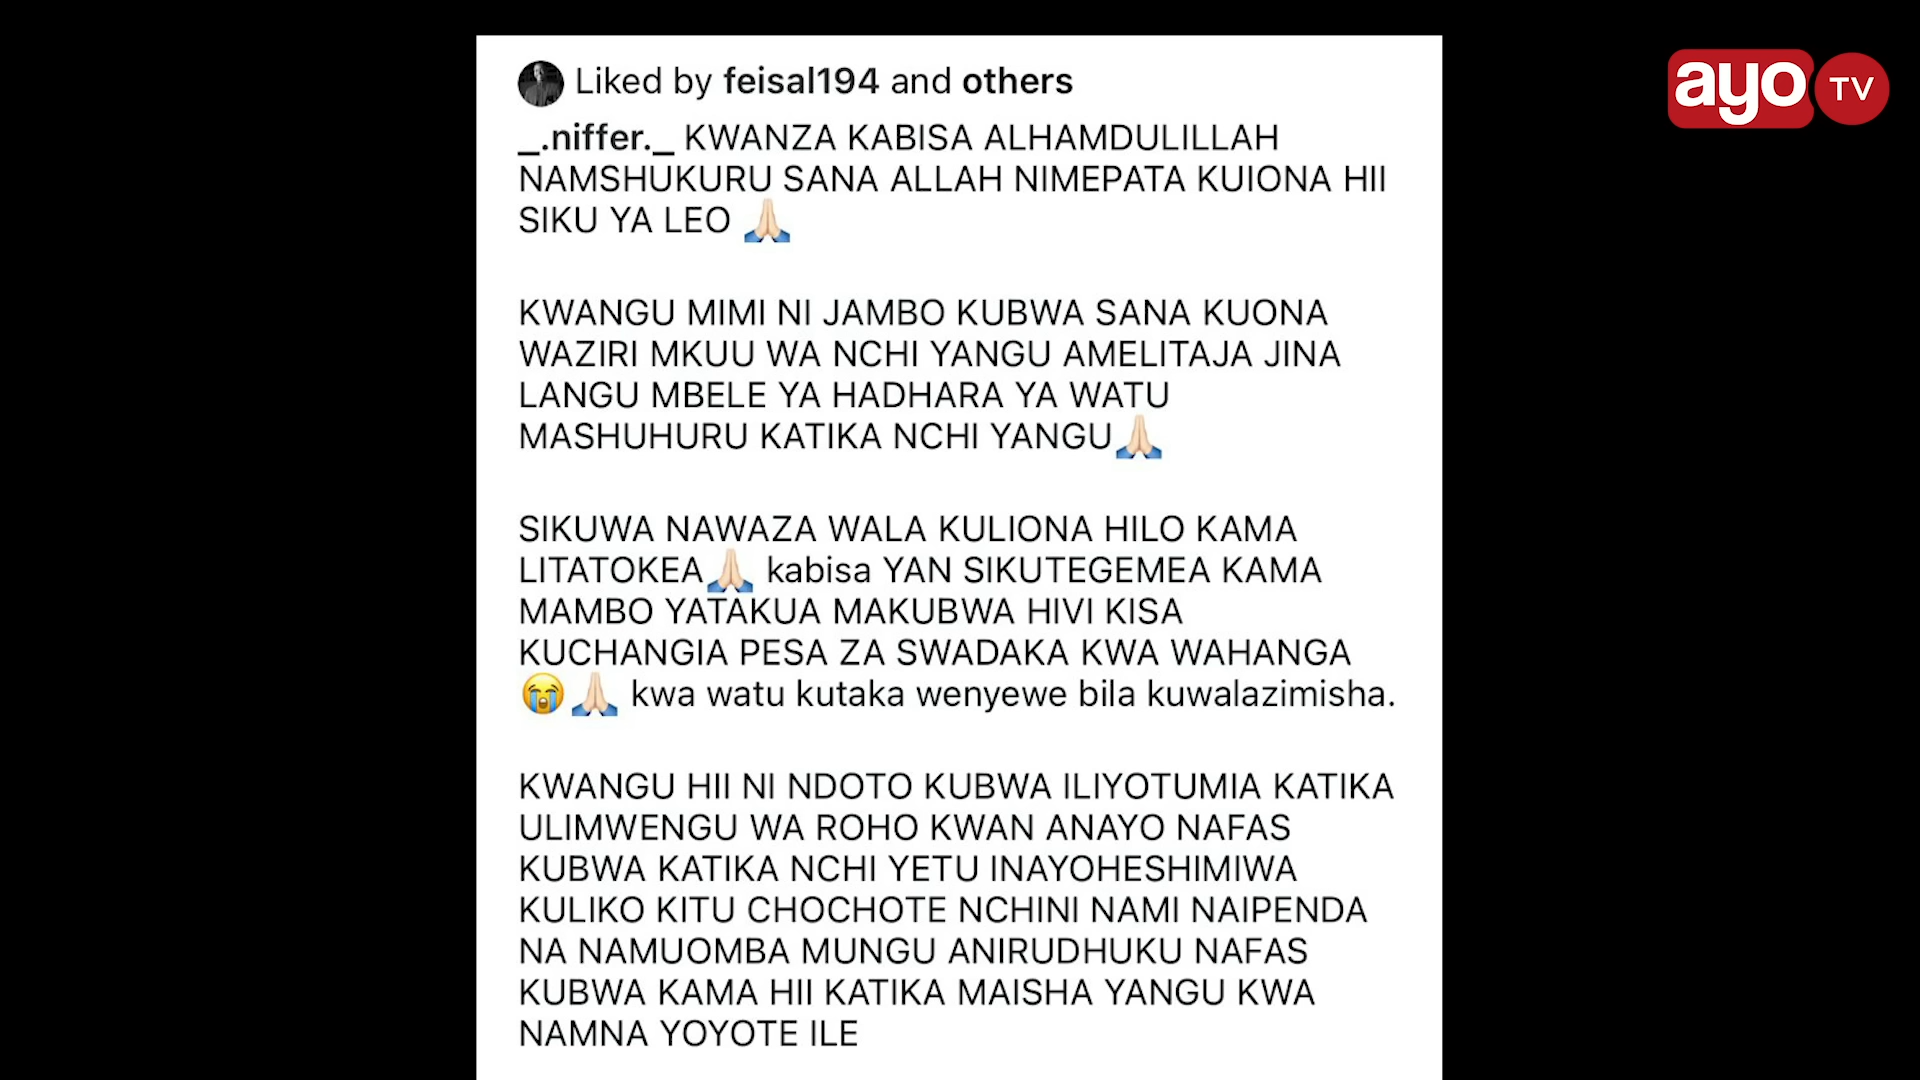 ayo TV
Liked by feisal194 and others
_.niffer._ KWANZA KABISA ALHAMDULILLAH
NAMSHUKURU SANA ALLAH NIMEPATA KUIONA HII
SIKU YA LEO 🙏🏻
KWANGU MIMI NI JAMBO KUBWA SANA KUONA
WAZIRI MKUU WA NCHI YANGU AMELITAJA JINA
LANGU MBELE YA HADHARA YA WATU
MASHUHURU KATIKA NCHI YANGU🙏🏻
SIKUWA NAWAZA WALA KULIONA HILO KAMA
LITATOKEA🙏🏻 kabisa YAN SIKUTEGEMEA KAMA
MAMBO YATAKUA MAKUBWA HIVI KISA
KUCHANGIA PESA ZA SWADAKA KWA WAHANGA
😭🙏🏻 kwa watu kutaka wenyewe bila kuwalazimisha.
KWANGU HII NI NDOTO KUBWA ILIYOTUMIA KATIKA
ULIMWENGU WA ROHO KWAN ANAYO NAFAS
KUBWA KATIKA NCHI YETU INAYOHESHIMIWA
KULIKO KITU CHOCHOTE NCHINI NAMI NAIPENDA
NA NAMUOMBA MUNGU ANIRUDHUKU NAFAS
KUBWA KAMA HII KATIKA MAISHA YANGU KWA
NAMNA YOYOTE ILE